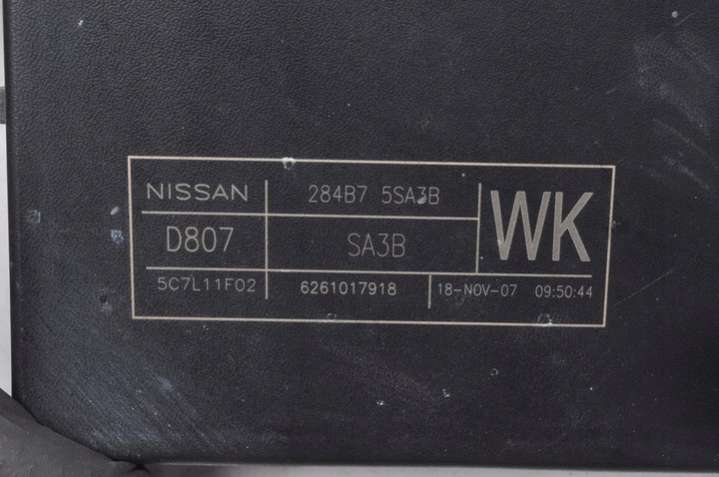 NISSAN 284B7 5SA3B WK
D807 SA3B
5C7L11F02 6261017918 18-NOV-07 09:50:44